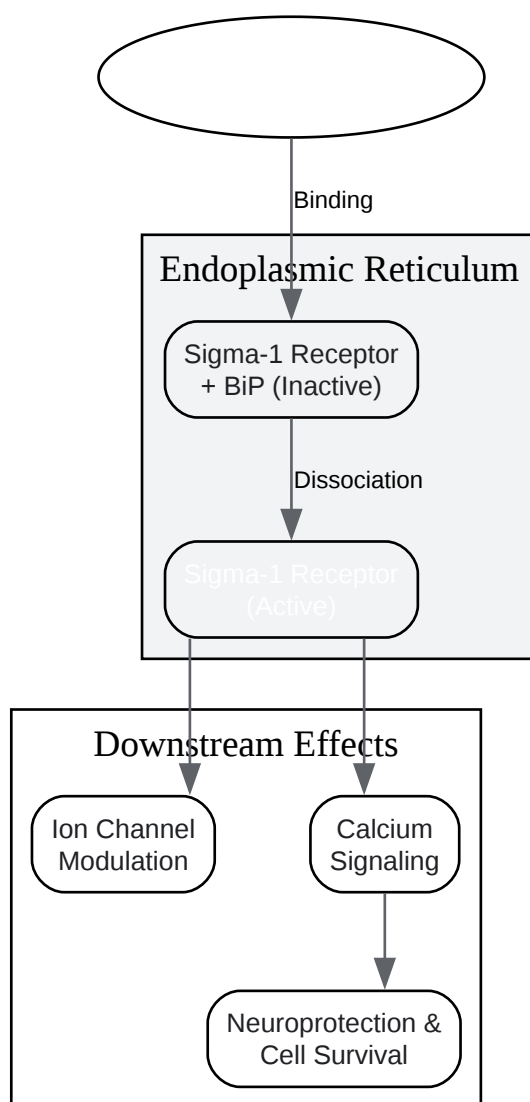 Binding
Endoplasmic Reticulum
Sigma-1 Receptor
+ BiP (Inactive)
Dissociation
Sigma-1 Receptor
(Active)
Downstream Effects
Ion Channel
Modulation
Calcium
Signaling
Neuroprotection &
Cell Survival